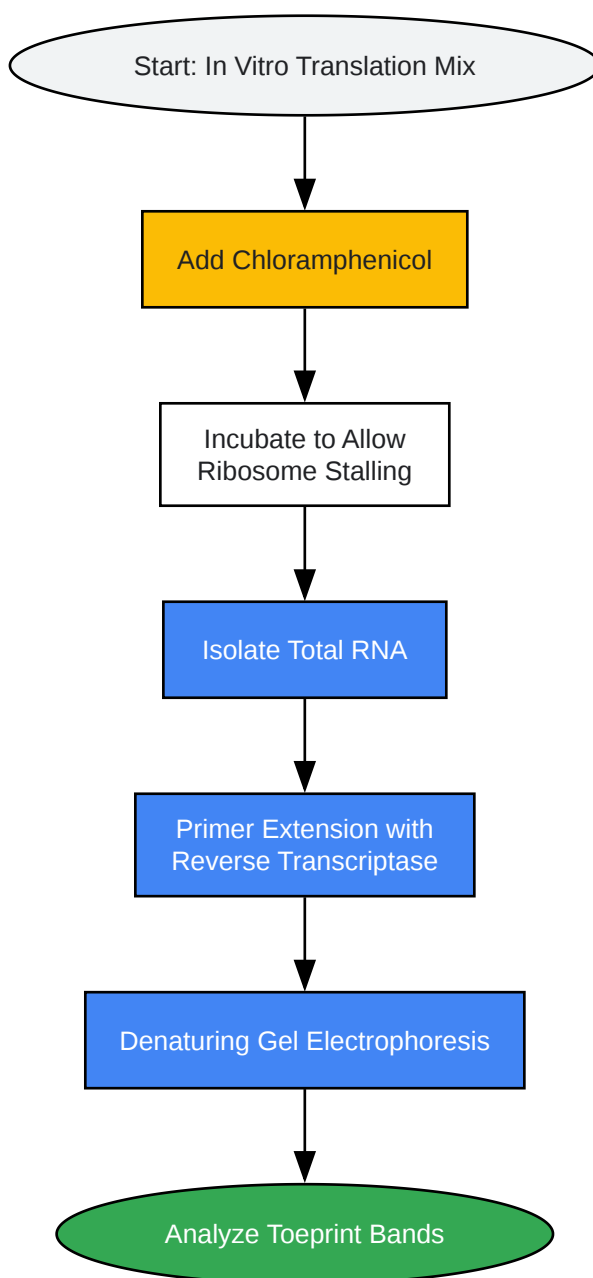 Start: In Vitro Translation Mix
Add Chloramphenicol
Incubate to Allow
Ribosome Stalling
Isolate Total RNA
Primer Extension with
Reverse Transcriptase
Denaturing Gel Electrophoresis
Analyze Toeprint Bands